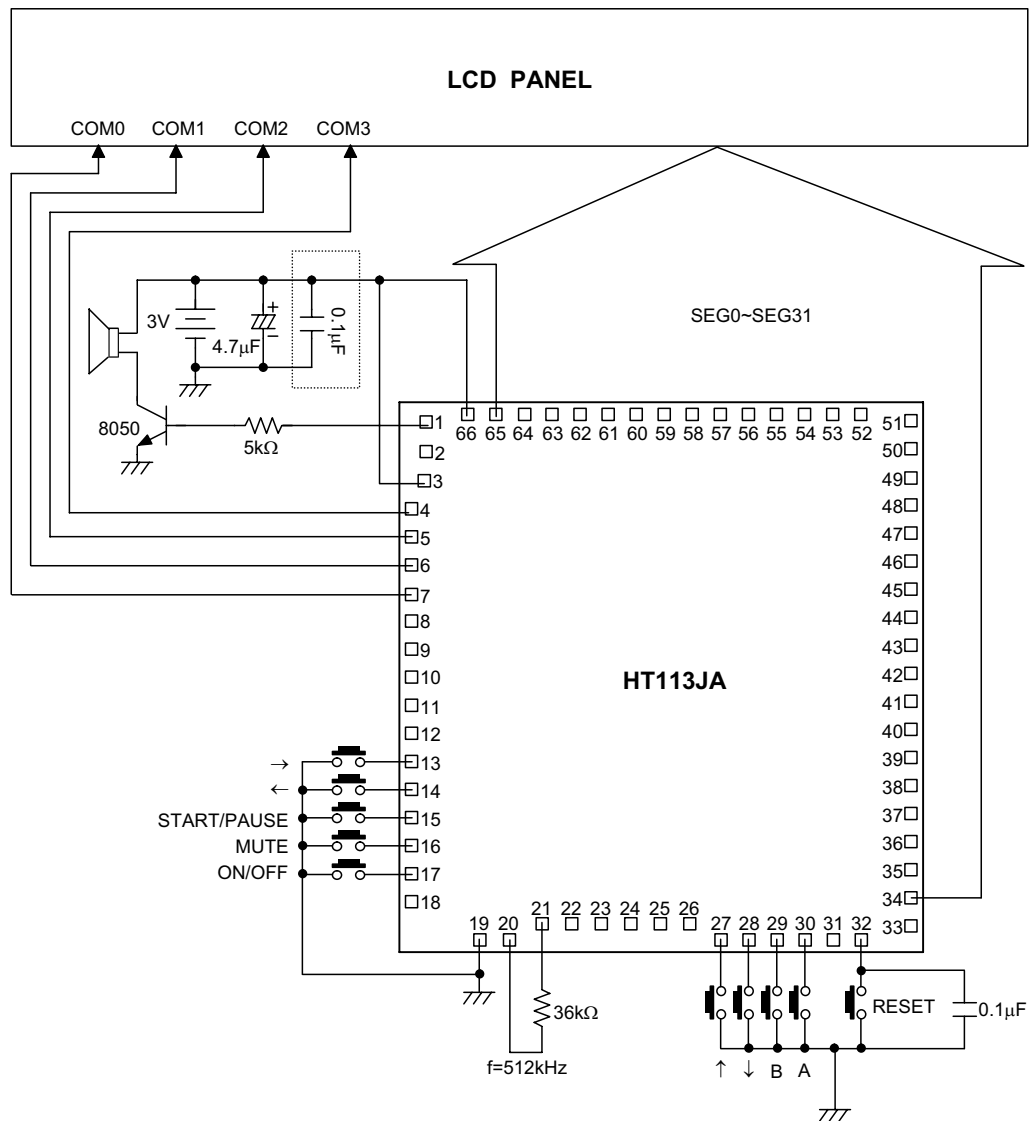 LCD PANEL
COM0 COM1 COM2 COM3
SEG0~SEG31
3V
4.7μF
0.1μF
8050
5kΩ
1
2
3
4
5
6
7
8
9
10
11
12
→ 13
← 14
START/PAUSE 15
MUTE 16
ON/OFF 17
18
66 65 64 63 62 61 60 59 58 57 56 55 54 53 52
51
50
49
48
47
46
45
44
43
42
41
40
39
38
37
36
35
34
33
HT113JA
19 20 21 22 23 24 25 26 27 28 29 30 31 32
36kΩ
f=512kHz
RESET
0.1μF
↑ ↓ B A